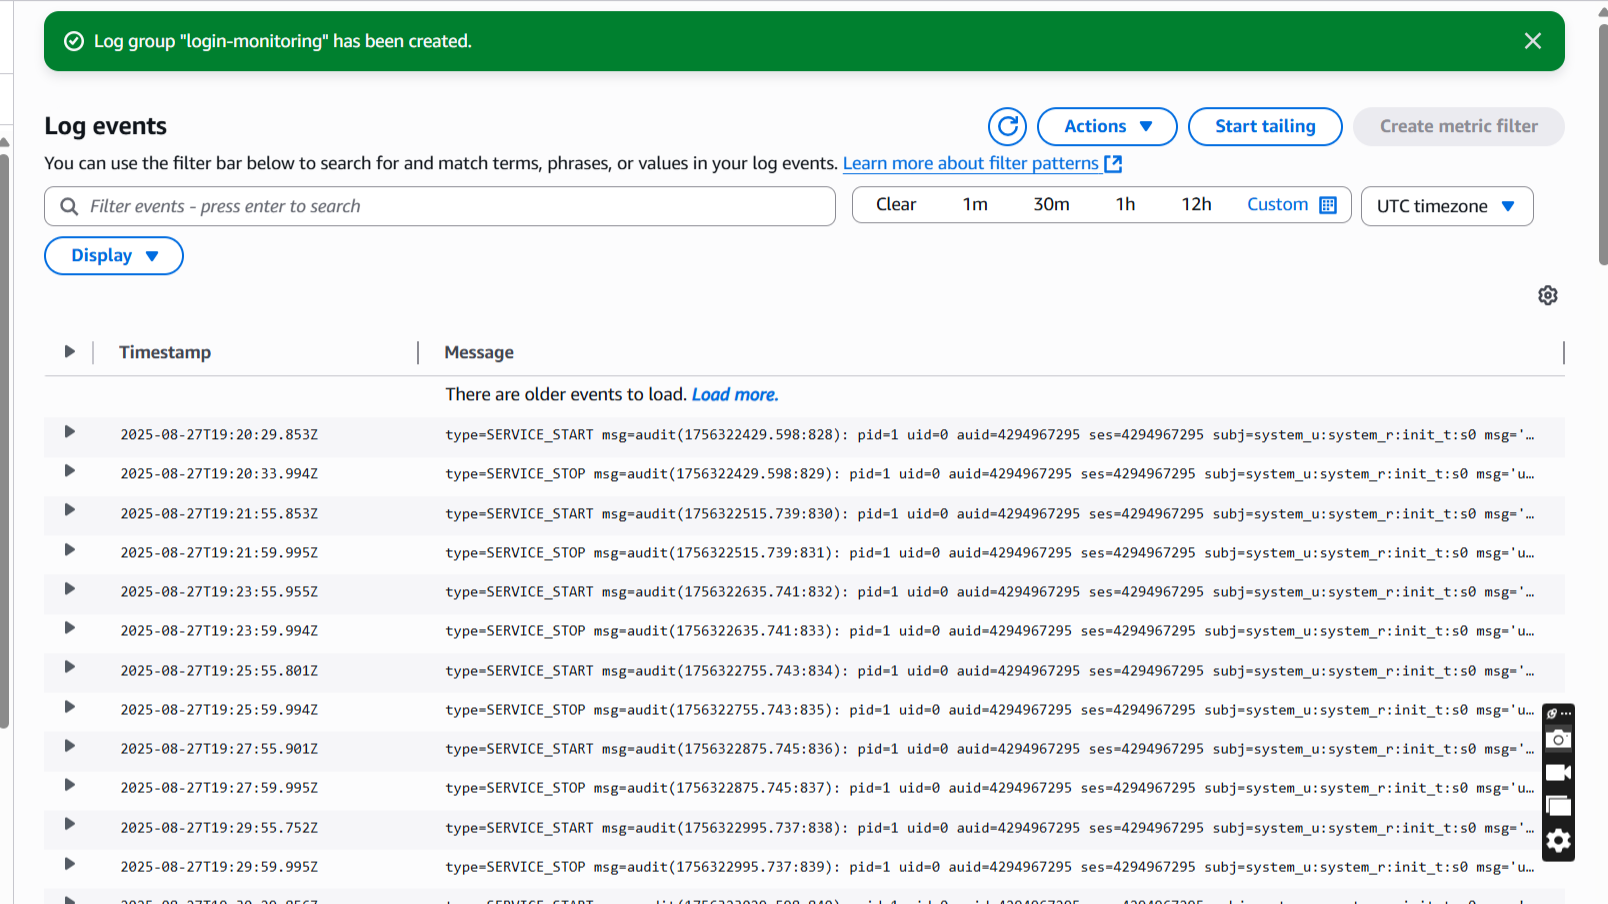 Log group "login-monitoring" has been created.
Log events
Actions
Start tailing
Create metric filter
You can use the filter bar below to search for and match terms, phrases, or values in your log events. Learn more about filter patterns
Filter events - press enter to search
Clear 1m 30m 1h 12h Custom
UTC timezone
Display
Timestamp Message
There are older events to load. Load more.
2025-08-27T19:20:29.853Z type=SERVICE_START msg=audit(1756322429.598:828): pid=1 uid=0 auid=4294967295 ses=4294967295 subj=system_u:system_r:init_t:s0 msg='…
2025-08-27T19:20:33.994Z type=SERVICE_STOP msg=audit(1756322429.598:829): pid=1 uid=0 auid=4294967295 ses=4294967295 subj=system_u:system_r:init_t:s0 msg='u…
2025-08-27T19:21:55.853Z type=SERVICE_START msg=audit(1756322515.739:830): pid=1 uid=0 auid=4294967295 ses=4294967295 subj=system_u:system_r:init_t:s0 msg='…
2025-08-27T19:21:59.995Z type=SERVICE_STOP msg=audit(1756322515.739:831): pid=1 uid=0 auid=4294967295 ses=4294967295 subj=system_u:system_r:init_t:s0 msg='u…
2025-08-27T19:23:55.955Z type=SERVICE_START msg=audit(1756322635.741:832): pid=1 uid=0 auid=4294967295 ses=4294967295 subj=system_u:system_r:init_t:s0 msg='…
2025-08-27T19:23:59.994Z type=SERVICE_STOP msg=audit(1756322635.741:833): pid=1 uid=0 auid=4294967295 ses=4294967295 subj=system_u:system_r:init_t:s0 msg='u…
2025-08-27T19:25:55.801Z type=SERVICE_START msg=audit(1756322755.743:834): pid=1 uid=0 auid=4294967295 ses=4294967295 subj=system_u:system_r:init_t:s0 msg='…
2025-08-27T19:25:59.994Z type=SERVICE_STOP msg=audit(1756322755.743:835): pid=1 uid=0 auid=4294967295 ses=4294967295 subj=system_u:system_r:init_t:s0 msg='u…
2025-08-27T19:27:55.901Z type=SERVICE_START msg=audit(1756322875.745:836): pid=1 uid=0 auid=4294967295 ses=4294967295 subj=system_u:system_r:init_t:s0 msg='…
2025-08-27T19:27:59.995Z type=SERVICE_STOP msg=audit(1756322875.745:837): pid=1 uid=0 auid=4294967295 ses=4294967295 subj=system_u:system_r:init_t:s0 msg='u…
2025-08-27T19:29:55.752Z type=SERVICE_START msg=audit(1756322995.737:838): pid=1 uid=0 auid=4294967295 ses=4294967295 subj=system_u:system_r:init_t:s0 msg='…
2025-08-27T19:29:59.995Z type=SERVICE_STOP msg=audit(1756322995.737:839): pid=1 uid=0 auid=4294967295 ses=4294967295 subj=system_u:system_r:init_t:s0 msg='u…